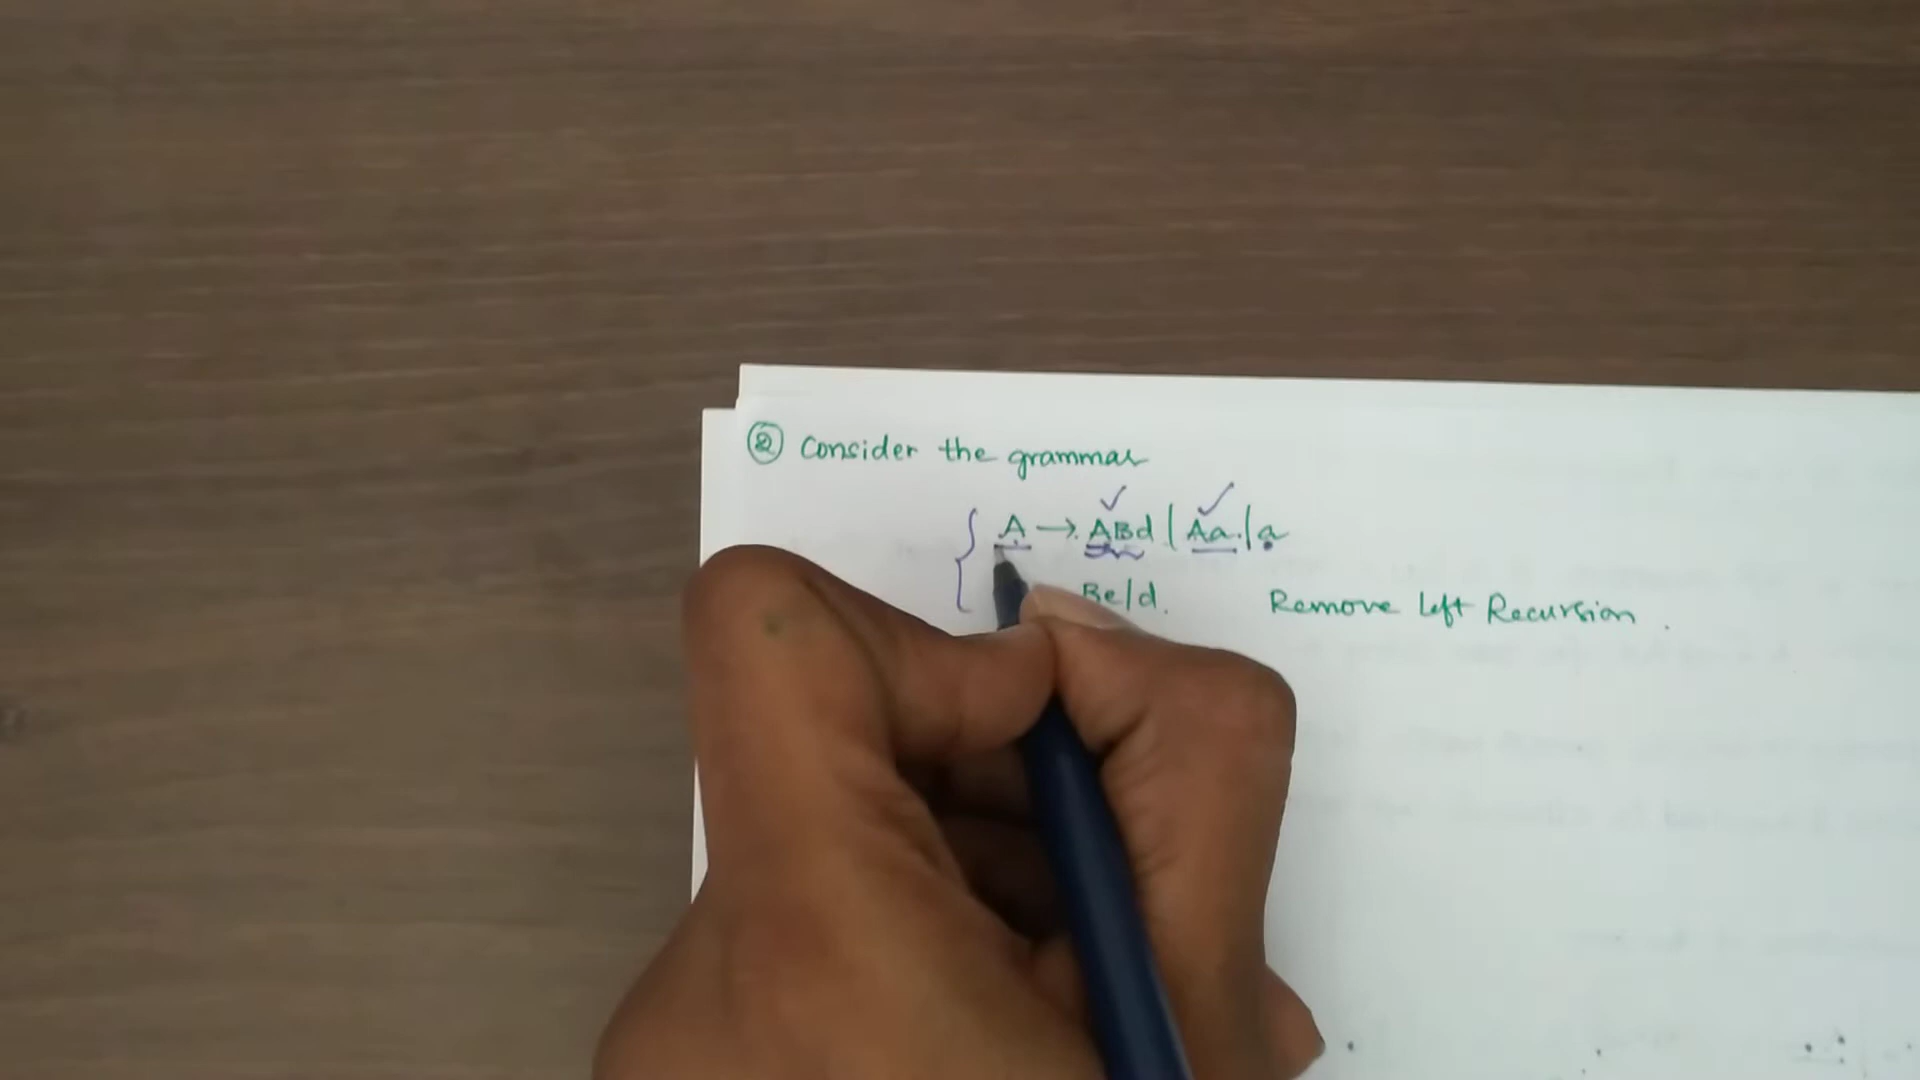 ② Consider the grammar
A → ABd | Aa | a
Be/d. Remove left Recursion.